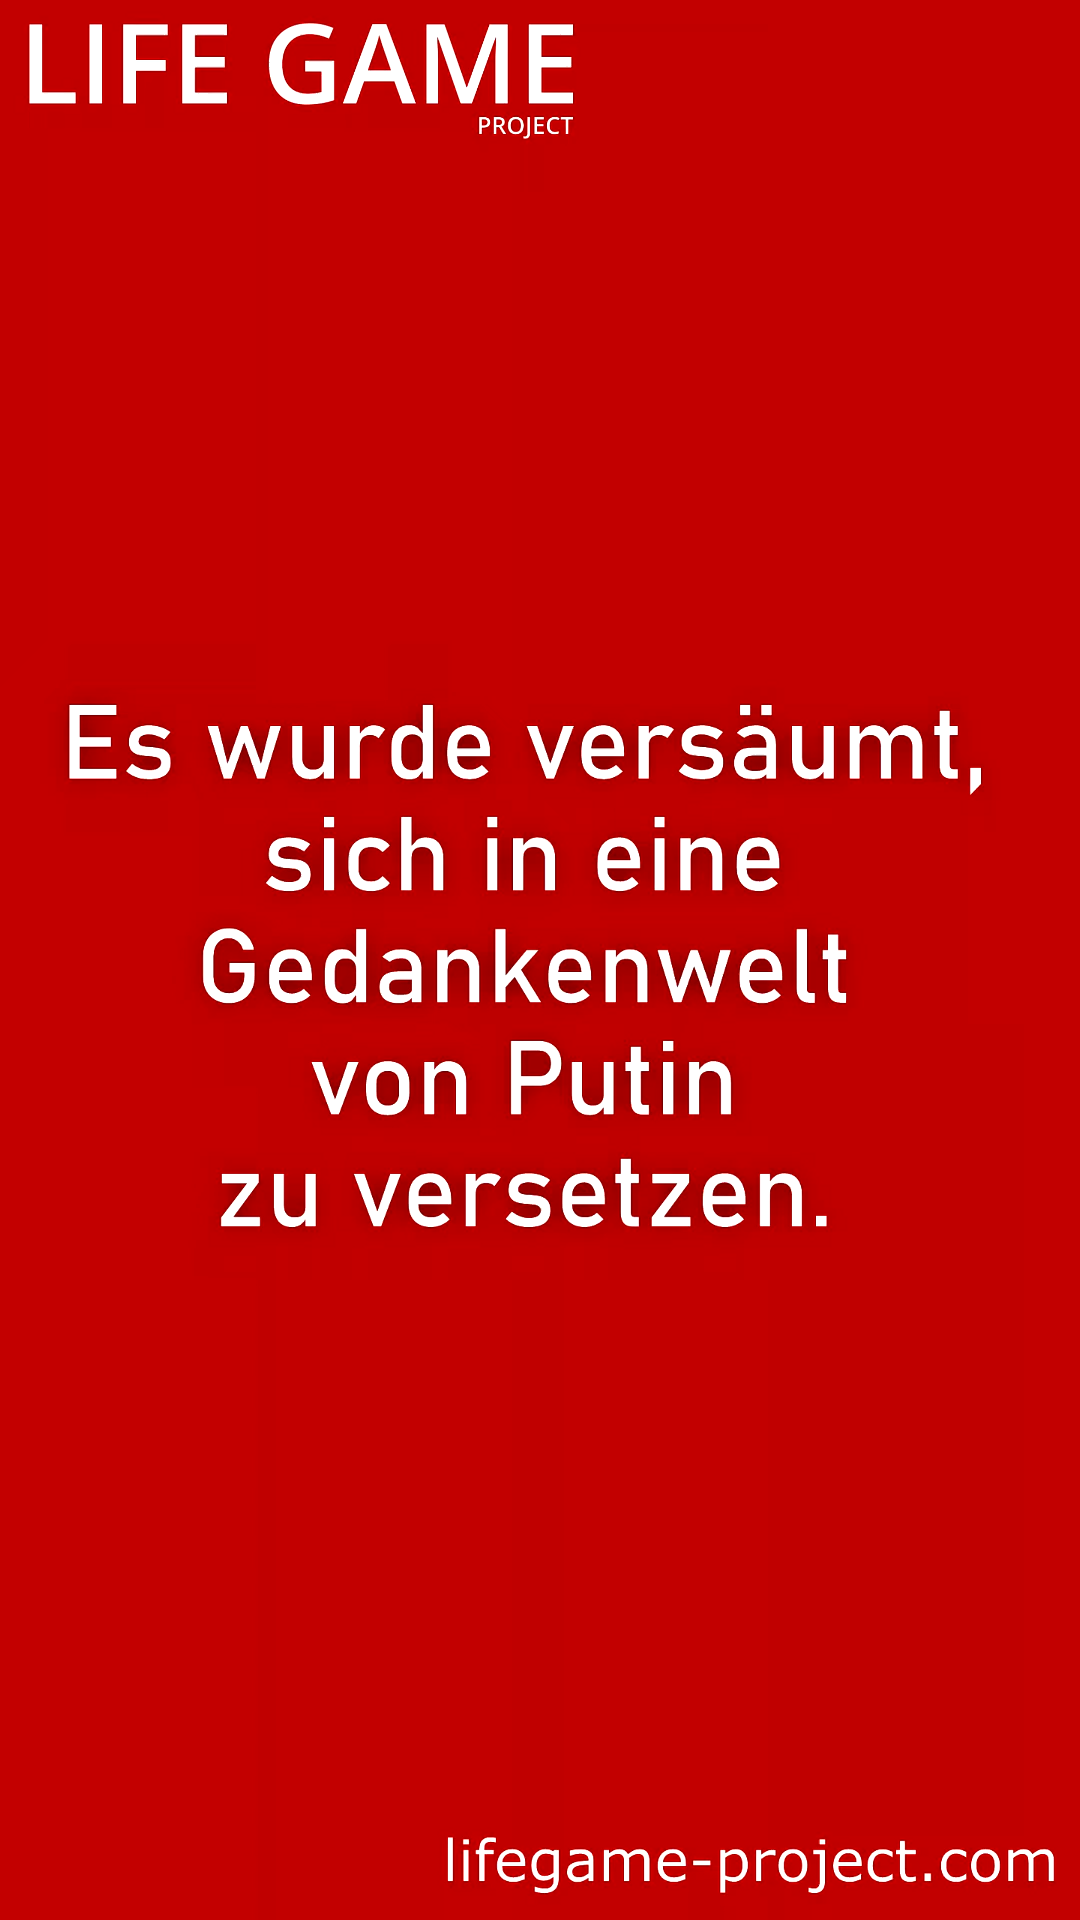 LIFE GAME
PROJECT
Es wurde versäumt,
sich in eine
Gedankenwelt
von Putin
zu versetzen.
lifegame-project.com